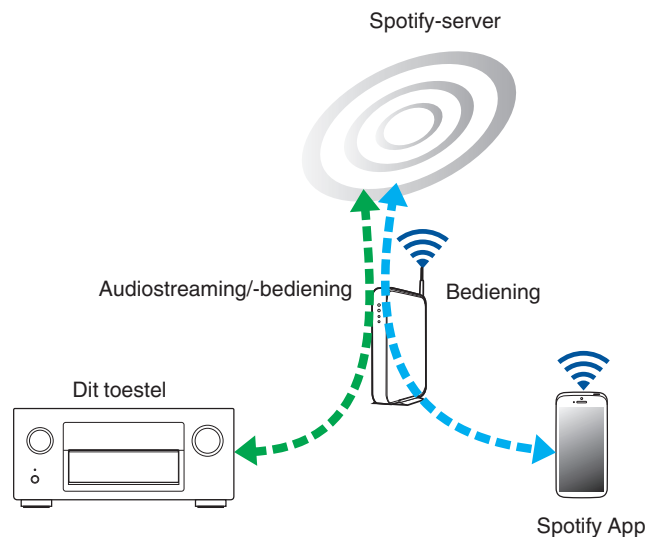 Spotify-server
Audiostreaming/-bediening
Bediening
Dit toestel
Spotify App